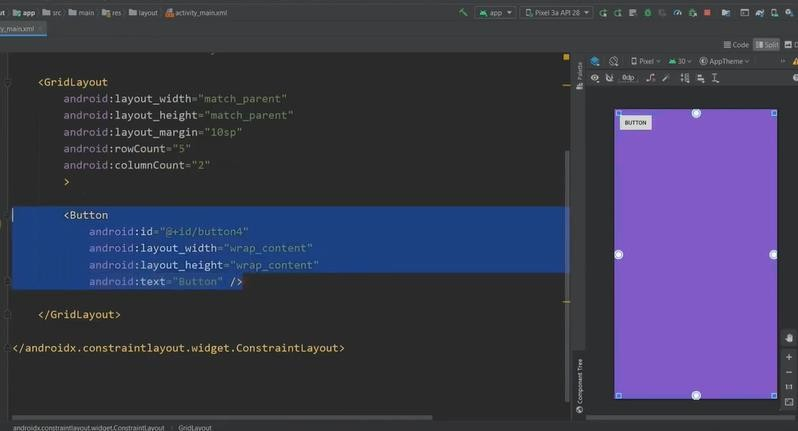 app
src
main
res
layout
activity_main.xml
app
Pixel 3a API 28
ty_main.xml
Code
Split
Pixel
30
AppTheme
0dp
Palette
<GridLayout
android:layout_width="match_parent"
android:layout_height="match_parent"
android:layout_margin="10sp"
android:rowCount="5"
android:columnCount="2"
>
<Button
android:id="@+id/button4"
android:layout_width="wrap_content"
android:layout_height="wrap_content"
android:text="Button" />
</GridLayout>
</androidx.constraintlayout.widget.ConstraintLayout>
BUTTON
Component Tree
1:1
androidx.constraintlayout.widget.ConstraintLayout
GridLayout